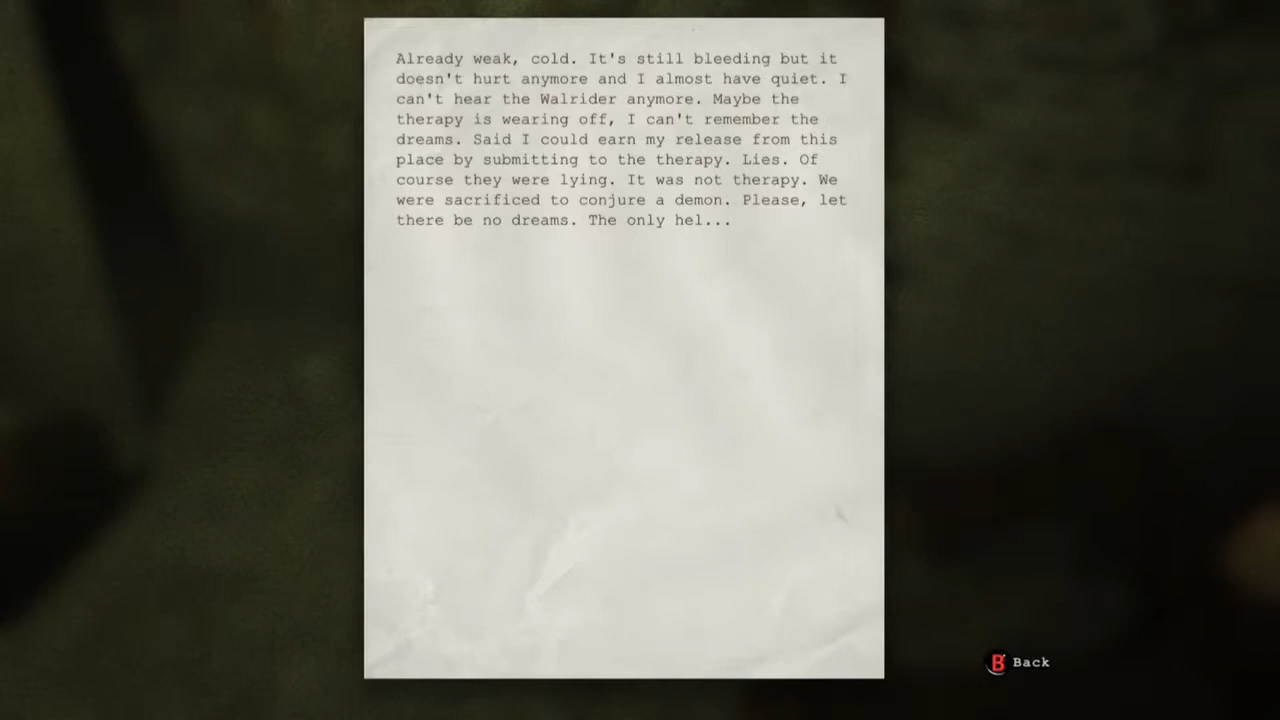 Already weak, cold. It's still bleeding but it
doesn't hurt anymore and I almost have quiet. I
can't hear the Walrider anymore. Maybe the
therapy is wearing off, I can't remember the
dreams. Said I could earn my release from this
place by submitting to the therapy. Lies. Of
course they were lying. It was not therapy. We
were sacrificed to conjure a demon. Please, let
there be no dreams. The only hel...
B Back